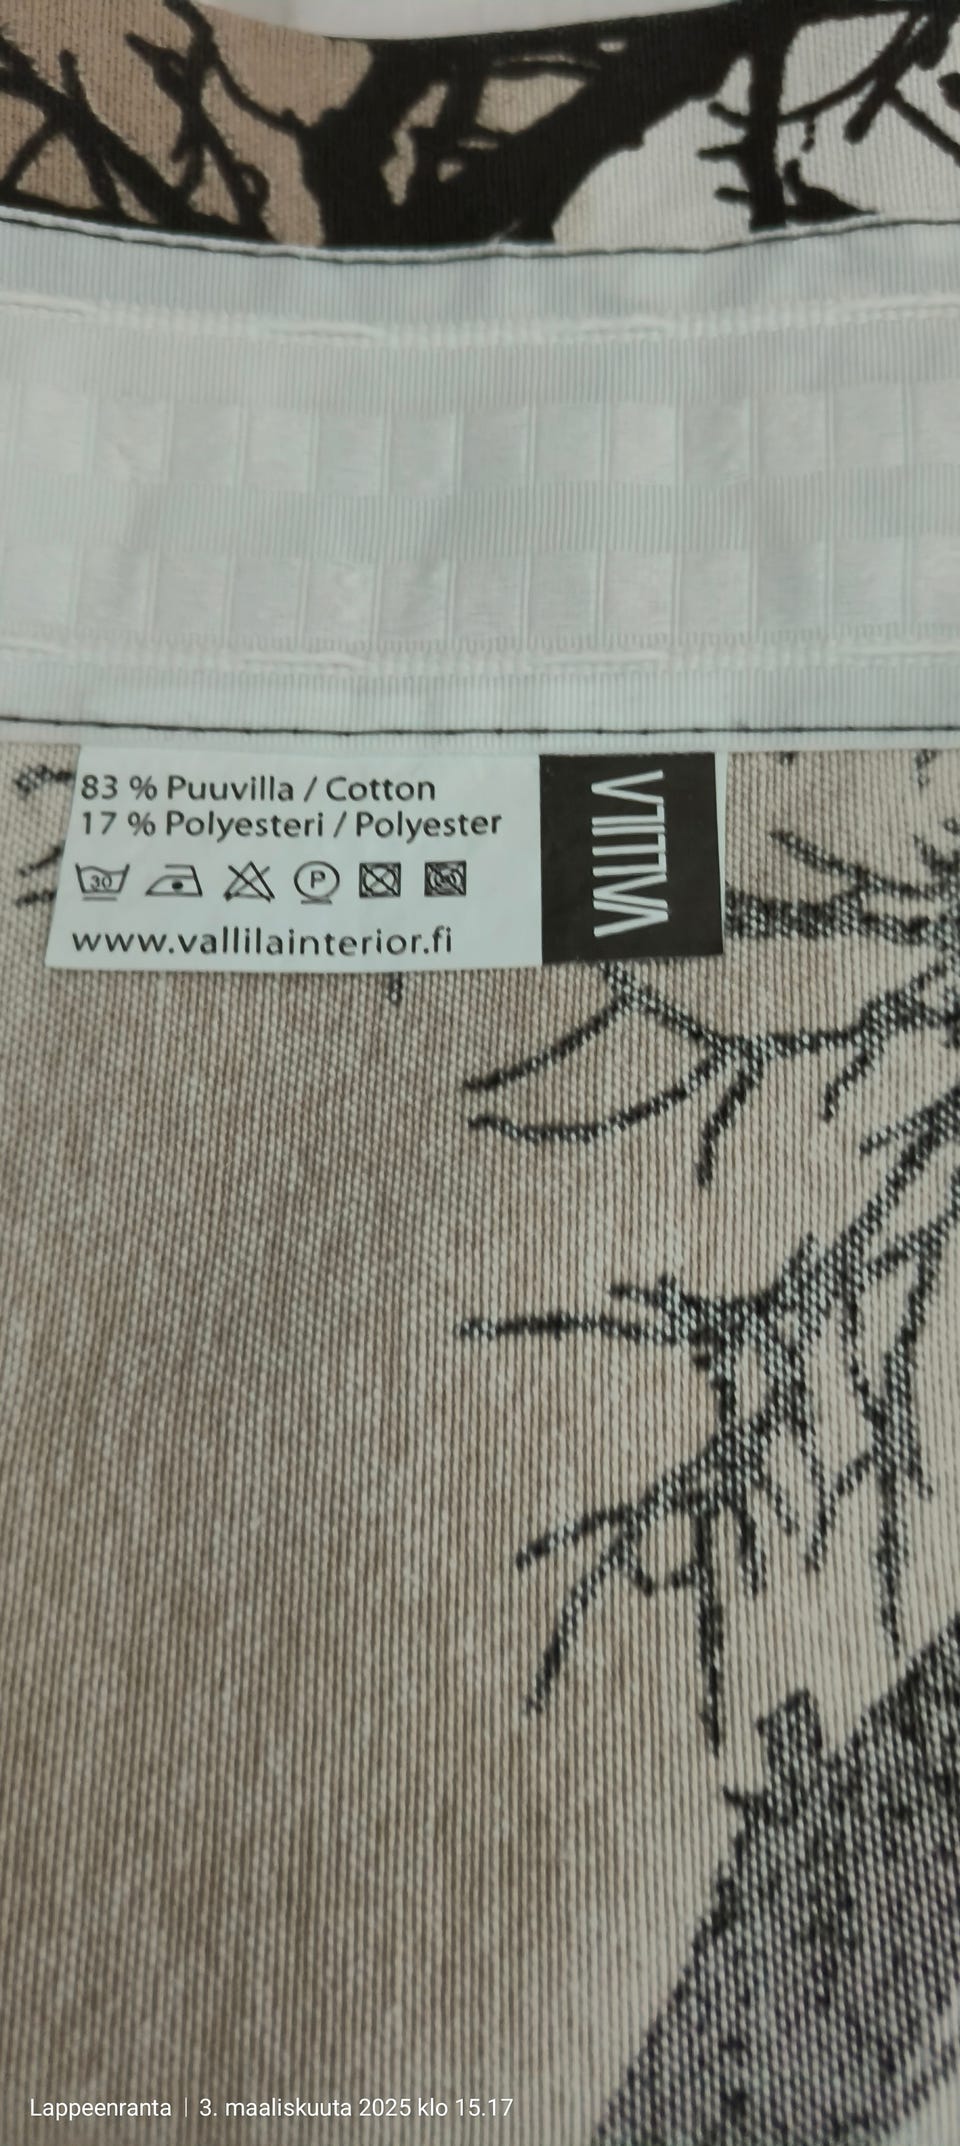 83 % Puuvilla / Cotton
17 % Polyesteri / Polyester
30 P
www.vallilainterior.fi
VALLILA
Lappeenranta | 3. maaliskuuta 2025 klo 15.17